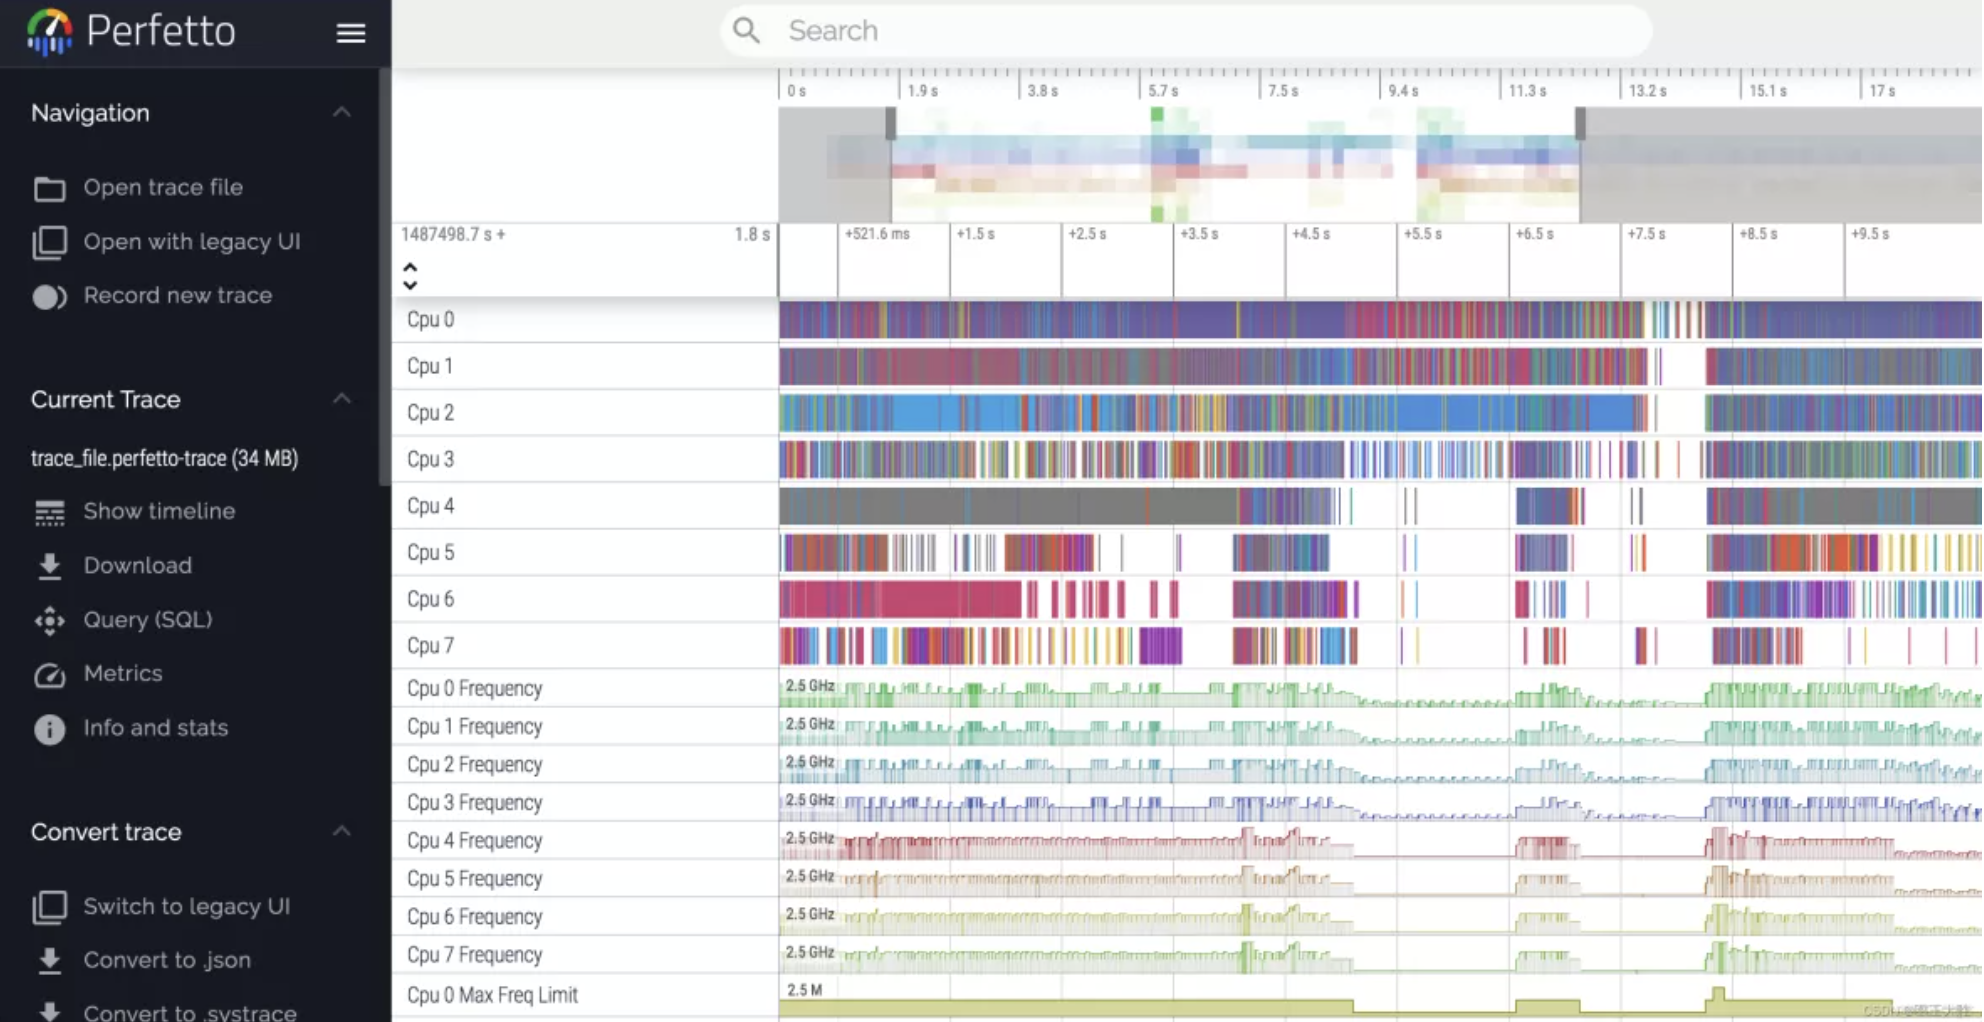 Perfetto
Search
Navigation
Open trace file
Open with legacy UI
Record new trace
Current Trace
trace_file.perfetto-trace (34 MB)
Show timeline
Download
Query (SQL)
Metrics
Info and stats
Convert trace
Switch to legacy UI
Convert to .json
Convert to .systrace
0 s 1.9 s 3.8 s 5.7 s 7.5 s 9.4 s 11.3 s 13.2 s 15.1 s 17 s
1487498.7 s + 1.8 s +521.6 ms +1.5 s +2.5 s +3.5 s +4.5 s +5.5 s +6.5 s +7.5 s +8.5 s +9.5 s
Cpu 0
Cpu 1
Cpu 2
Cpu 3
Cpu 4
Cpu 5
Cpu 6
Cpu 7
Cpu 0 Frequency 2.5 GHz
Cpu 1 Frequency 2.5 GHz
Cpu 2 Frequency 2.5 GHz
Cpu 3 Frequency 2.5 GHz
Cpu 4 Frequency 2.5 GHz
Cpu 5 Frequency 2.5 GHz
Cpu 6 Frequency 2.5 GHz
Cpu 7 Frequency 2.5 GHz
Cpu 0 Max Freq Limit 2.5 M